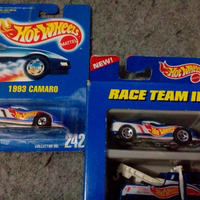 Hot Wheels
MATTEL
1993 CAMARO
COLLECTOR NO.
242
NEW!
Hot Wheels
RACE TEAM II